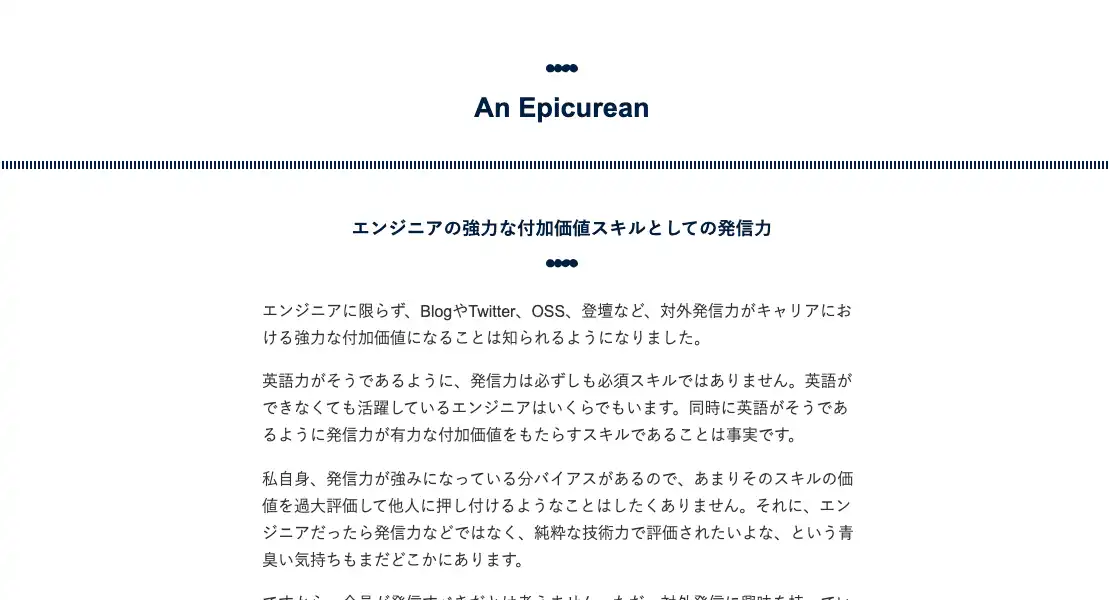 An Epicurean
エンジニアの強力な付加価値スキルとしての発信力
エンジニアに限らず、BlogやTwitter、OSS、登壇など、対外発信力がキャリアにお
ける強力な付加価値になることは知られるようになりました。
英語力がそうであるように、発信力は必ずしも必須スキルではありません。英語が
できなくても活躍しているエンジニアはいくらでもいます。同時に英語がそうであ
るように発信力が有力な付加価値をもたらすスキルであることは事実です。
私自身、発信力が強みになっている分バイアスがあるので、あまりそのスキルの価
値を過大評価して他人に押し付けるようなことはしたくありません。それに、エン
ジニアだったら発信力などではなく、純粋な技術力で評価されたいよな、という青
臭い気持ちもまだどこかにあります。